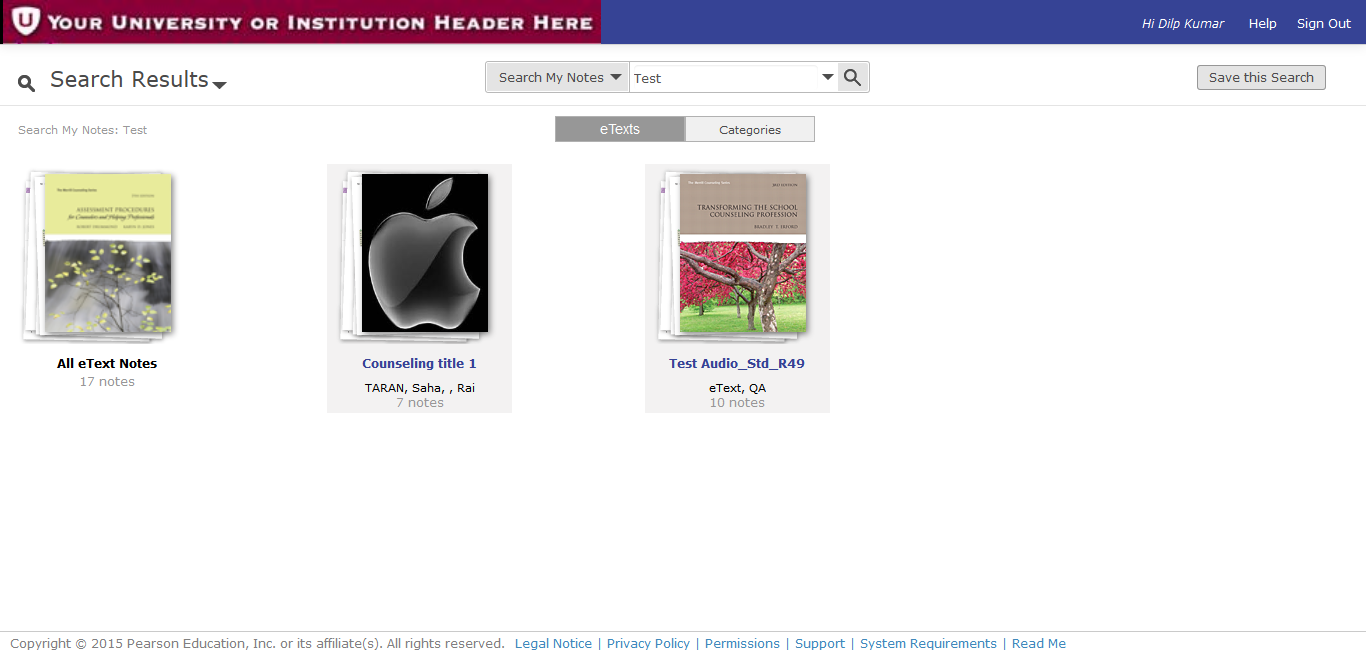 YOUR UNIVERSITY OR INSTITUTION HEADER HERE
Hi Dilp Kumar Help Sign Out
Search Results
Search My Notes Test
Save this Search
Search My Notes: Test
eTexts Categories
The Merrill Counseling Series
ASSESSMENT PROCEDURES
for Counselors and Helping Professionals
ROBERT DRUMMOND KARYN D. JONES
All eText Notes
17 notes
Counseling title 1
TARAN, Saha, , Rai
7 notes
The Merrill Counseling Series 3RD EDITION
TRANSFORMING THE SCHOOL
COUNSELING PROFESSION
BRADLEY T. ERFORD
Test Audio_Std_R49
eText, QA
10 notes
Copyright © 2015 Pearson Education, Inc. or its affiliate(s). All rights reserved. Legal Notice | Privacy Policy | Permissions | Support | System Requirements | Read Me